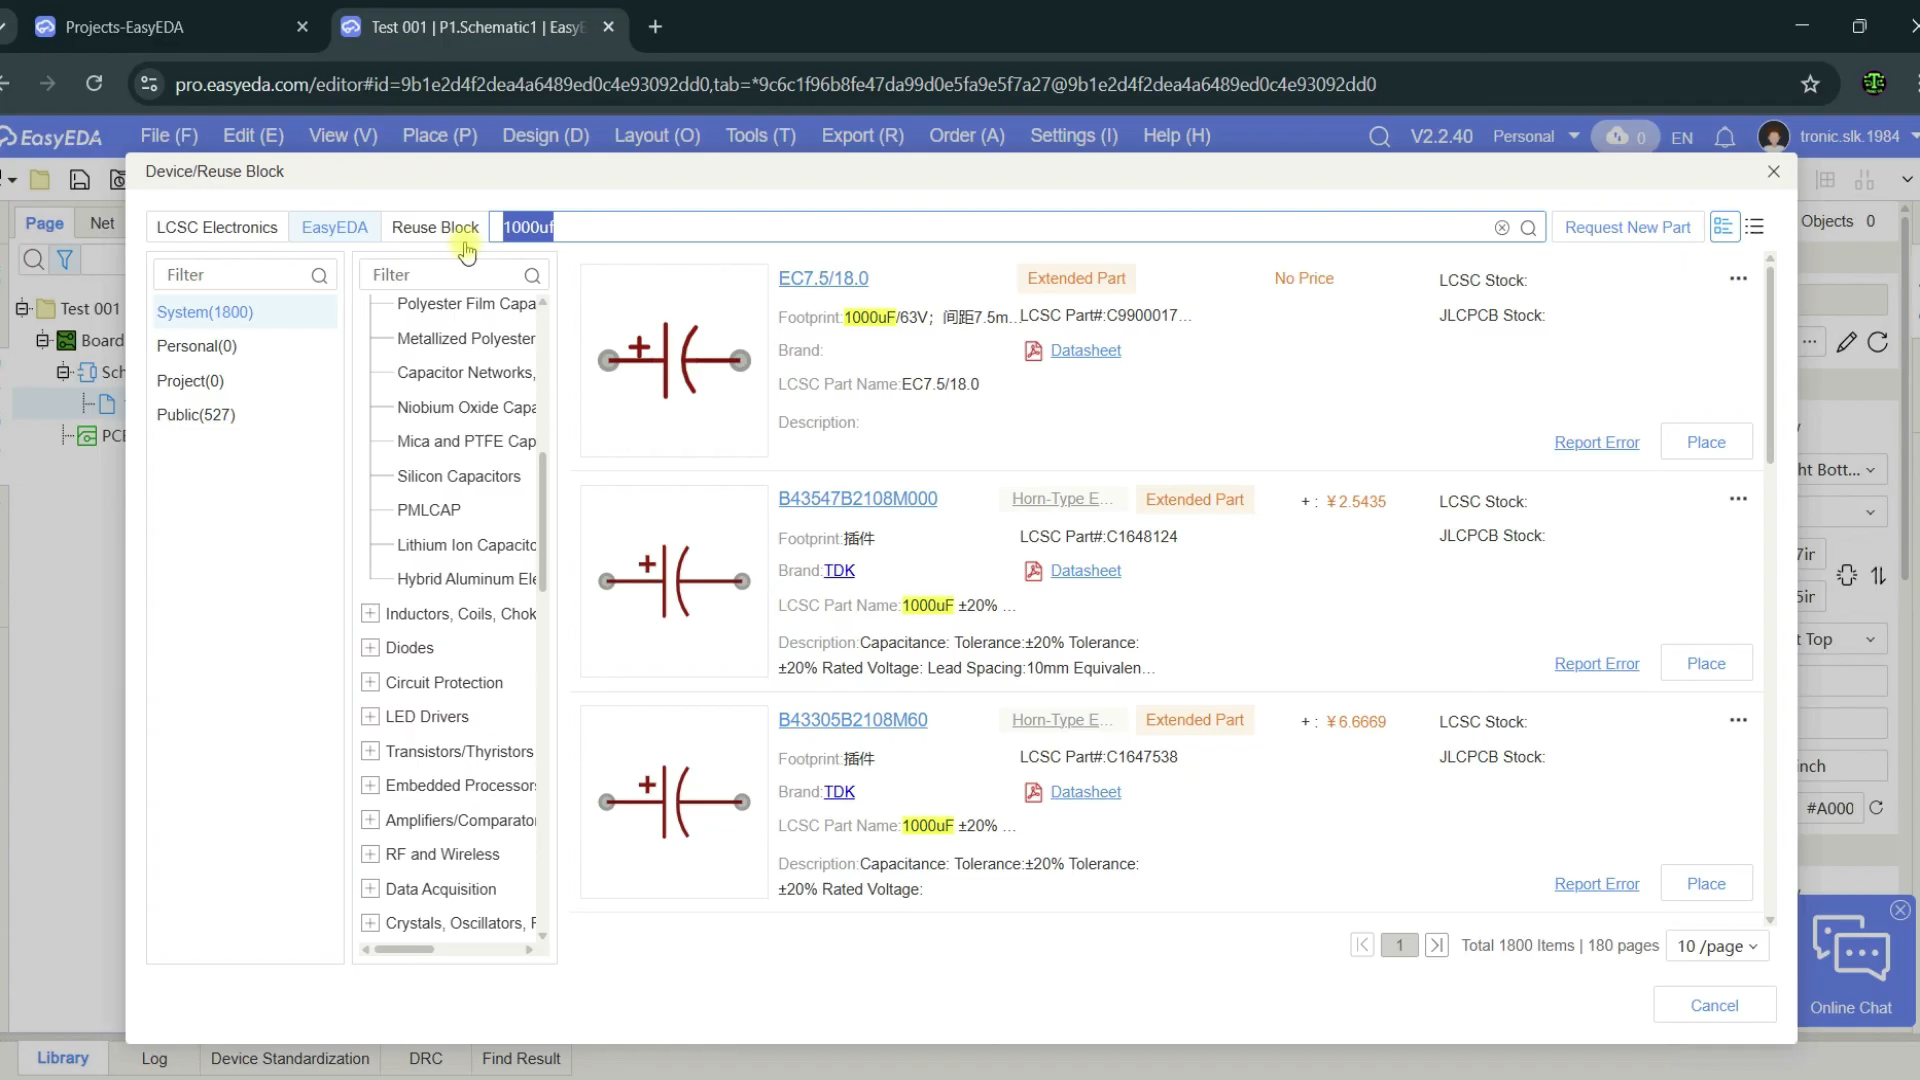 Projects-EasyEDA
Test 001 | P1.Schematic1 | EasyE
pro.easyeda.com/editor#id=9b1e2d4f2dea4a6489ed0c4e93092dd0,tab=*9c6c1f96b8fe47da99d0e5fa9e5f7a27@9b1e2d4f2dea4a6489ed0c4e93092dd0
EasyEDA File (F) Edit (E) View (V) Place (P) Design (D) Layout (O) Tools (T) Export (R) Order (A) Settings (I) Help (H) V2.2.40 Personal 0 EN tronic.slk.1984
Device/Reuse Block
Page Net
LCSC Electronics EasyEDA Reuse Block 1000uf Request New Part
Objects 0
Filter
System(1800)
Personal(0)
Project(0)
Public(527)
Test 001
Board
Sch
PCB
Filter
Polyester Film Capa
Metallized Polyester
Capacitor Networks,
Niobium Oxide Capa
Mica and PTFE Cap
Silicon Capacitors
PMLCAP
Lithium Ion Capacito
Hybrid Aluminum Ele
Inductors, Coils, Chok
Diodes
Circuit Protection
LED Drivers
Transistors/Thyristors
Embedded Processors
Amplifiers/Comparator
RF and Wireless
Data Acquisition
Crystals, Oscillators, F
EC7.5/18.0 Extended Part No Price LCSC Stock:
Footprint:1000uF/63V；间距7.5m... LCSC Part#:C9900017... JLCPCB Stock:
Brand: Datasheet
LCSC Part Name:EC7.5/18.0
Description:
Report Error Place
B43547B2108M000 Horn-Type E... Extended Part + : ¥2.5435 LCSC Stock:
Footprint:插件 LCSC Part#:C1648124 JLCPCB Stock:
Brand:TDK Datasheet
LCSC Part Name:1000uF ±20% ...
Description:Capacitance: Tolerance:±20% Tolerance:
±20% Rated Voltage: Lead Spacing:10mm Equivalen...
Report Error Place
B43305B2108M60 Horn-Type E... Extended Part + : ¥6.6669 LCSC Stock:
Footprint:插件 LCSC Part#:C1647538 JLCPCB Stock:
Brand:TDK Datasheet
LCSC Part Name:1000uF ±20% ...
Description:Capacitance: Tolerance:±20% Tolerance:
±20% Rated Voltage:
Report Error Place
1 Total 1800 Items | 180 pages 10 /page
Cancel
ht Bott...
t Top
inch
#A000
Online Chat
Library Log Device Standardization DRC Find Result